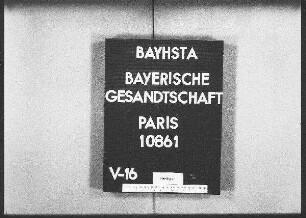 BAYHSTA
BAYERISCHE
GESANDTSCHAFT
PARIS
10861
V-16